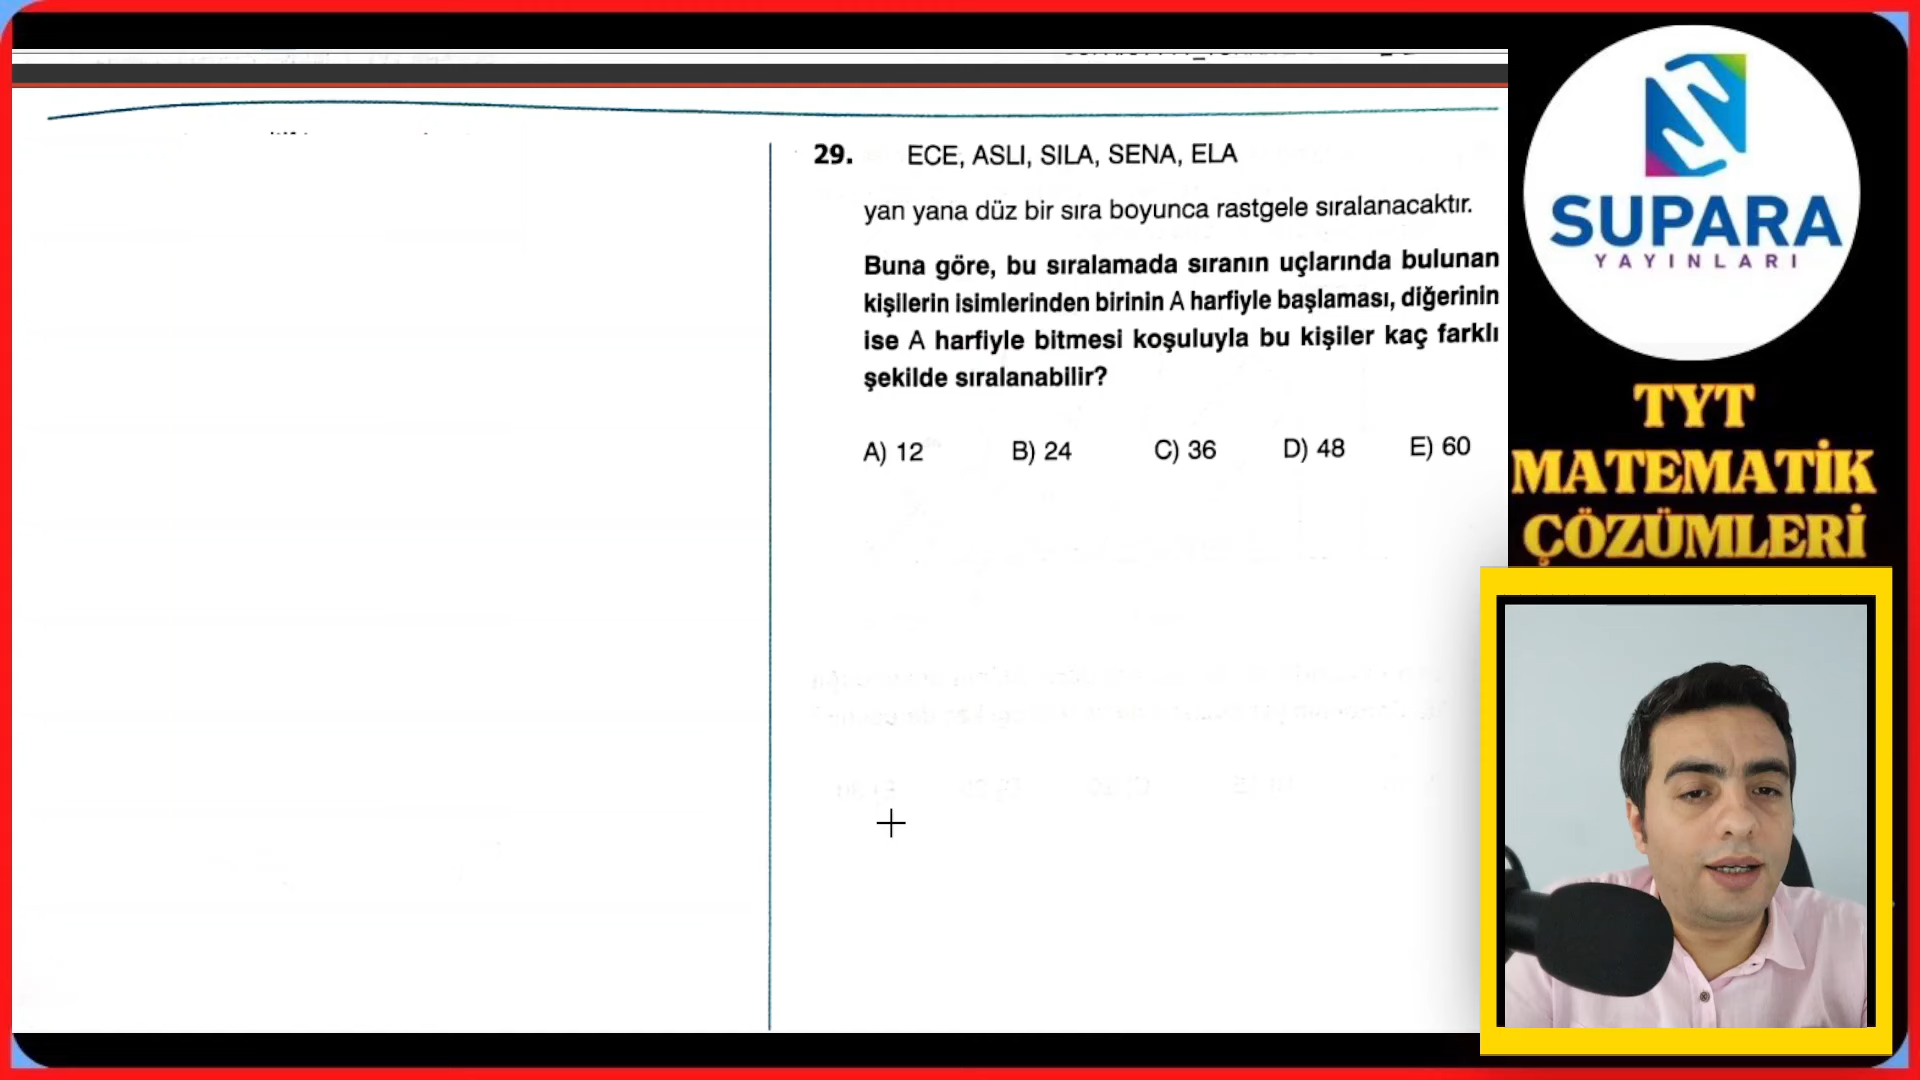 29. ECE, ASLI, SILA, SENA, ELA
yan yana düz bir sıra boyunca rastgele sıralanacaktır.
Buna göre, bu sıralamada sıranın uçlarında bulunan
kişilerin isimlerinden birinin A harfiyle başlaması, diğerinin
ise A harfiyle bitmesi koşuluyla bu kişiler kaç farklı
şekilde sıralanabilir?
A) 12 B) 24 C) 36 D) 48 E) 60
SUPARA
YAYINLARI
TYT
MATEMATİK
ÇÖZÜMLERİ